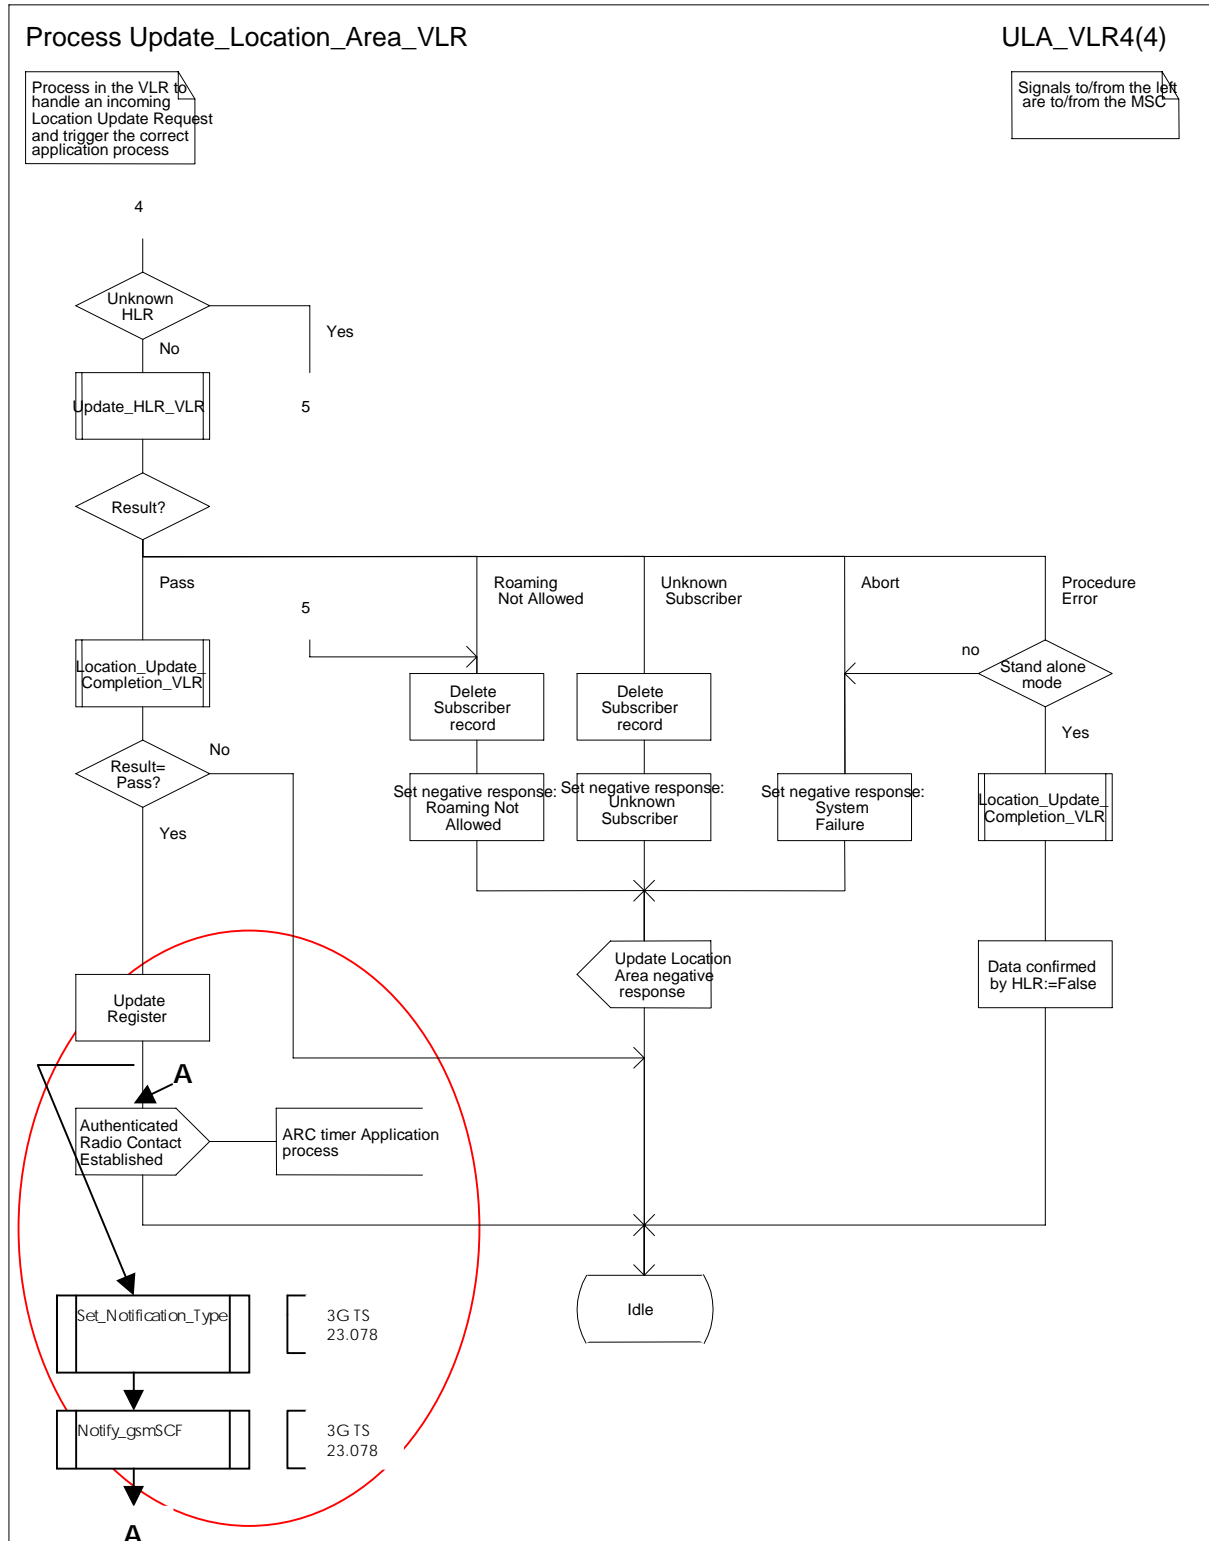 Process Update_Location_Area_VLR
ULA_VLR4(4)
Process in the VLR to
handle an incoming
Location Update Request
and trigger the correct
application process
Signals to/from the left
are to/from the MSC
4
Unknown
HLR
Yes
No
Update_HLR_VLR
5
Result?
Pass
Roaming
Not Allowed
Unknown
Subscriber
Abort
Procedure
Error
5
Location_Update_
Completion_VLR
Delete
Subscriber
record
Delete
Subscriber
record
no
Stand alone
mode
Yes
Result=
Pass?
No
Yes
Set negative response:
Roaming Not
Allowed
Set negative response:
Unknown
Subscriber
Set negative response:
System
Failure
Location_Update_
Completion_VLR
Update
Register
Update Location
Area negative
response
Data confirmed
by HLR:=False
A
Authenticated
Radio Contact
Established
ARC timer Application
process
Set_Notification_Type
3G TS
23.078
Idle
Notify_gsmSCF
3G TS
23.078
A